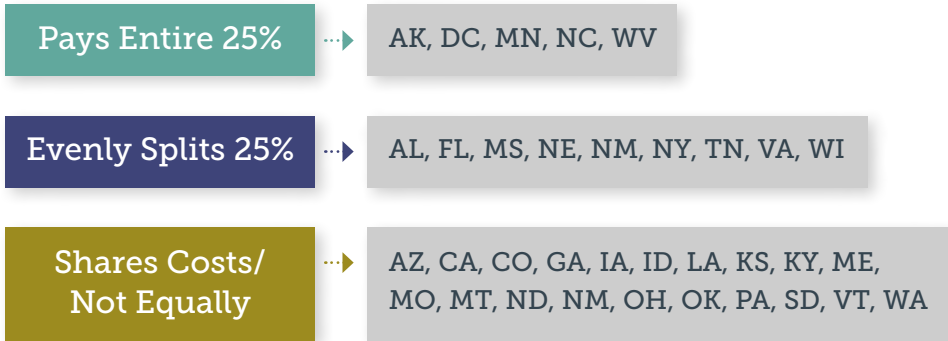 Pays Entire 25%
AK, DC, MN, NC, WV
Evenly Splits 25%
AL, FL, MS, NE, NM, NY, TN, VA, WI
Shares Costs/
Not Equally
AZ, CA, CO, GA, IA, ID, LA, KS, KY, ME,
MO, MT, ND, NM, OH, OK, PA, SD, VT, WA